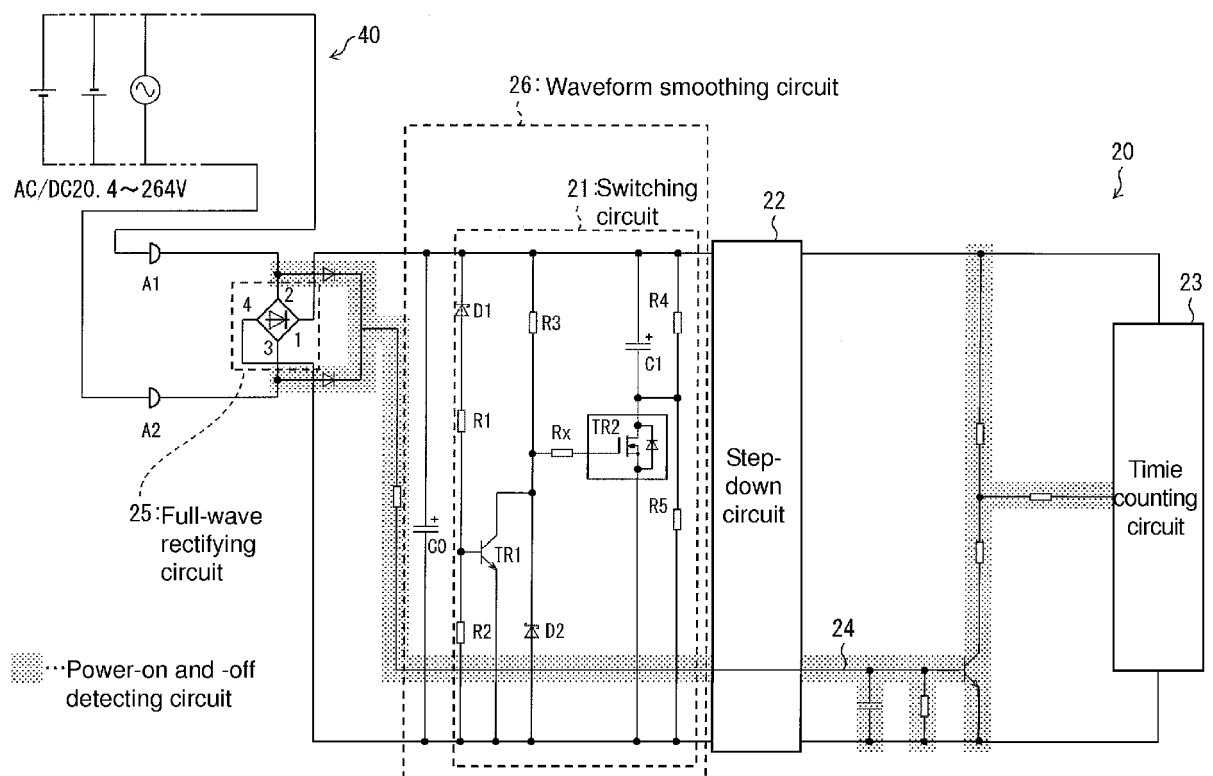 40
26: Waveform smoothing circuit
AC/DC20. 4～264V
20
21:Switching
circuit
22
A1
2
4
1
3
D1
R3
R4
23
C1
A2
R1
Rx
TR2
Step-
down
circuit
Timie
counting
circuit
25:Full-wave
rectifying
circuit
C0
TR1
R5
R2
D2
24
···Power-on and -off
detecting circuit